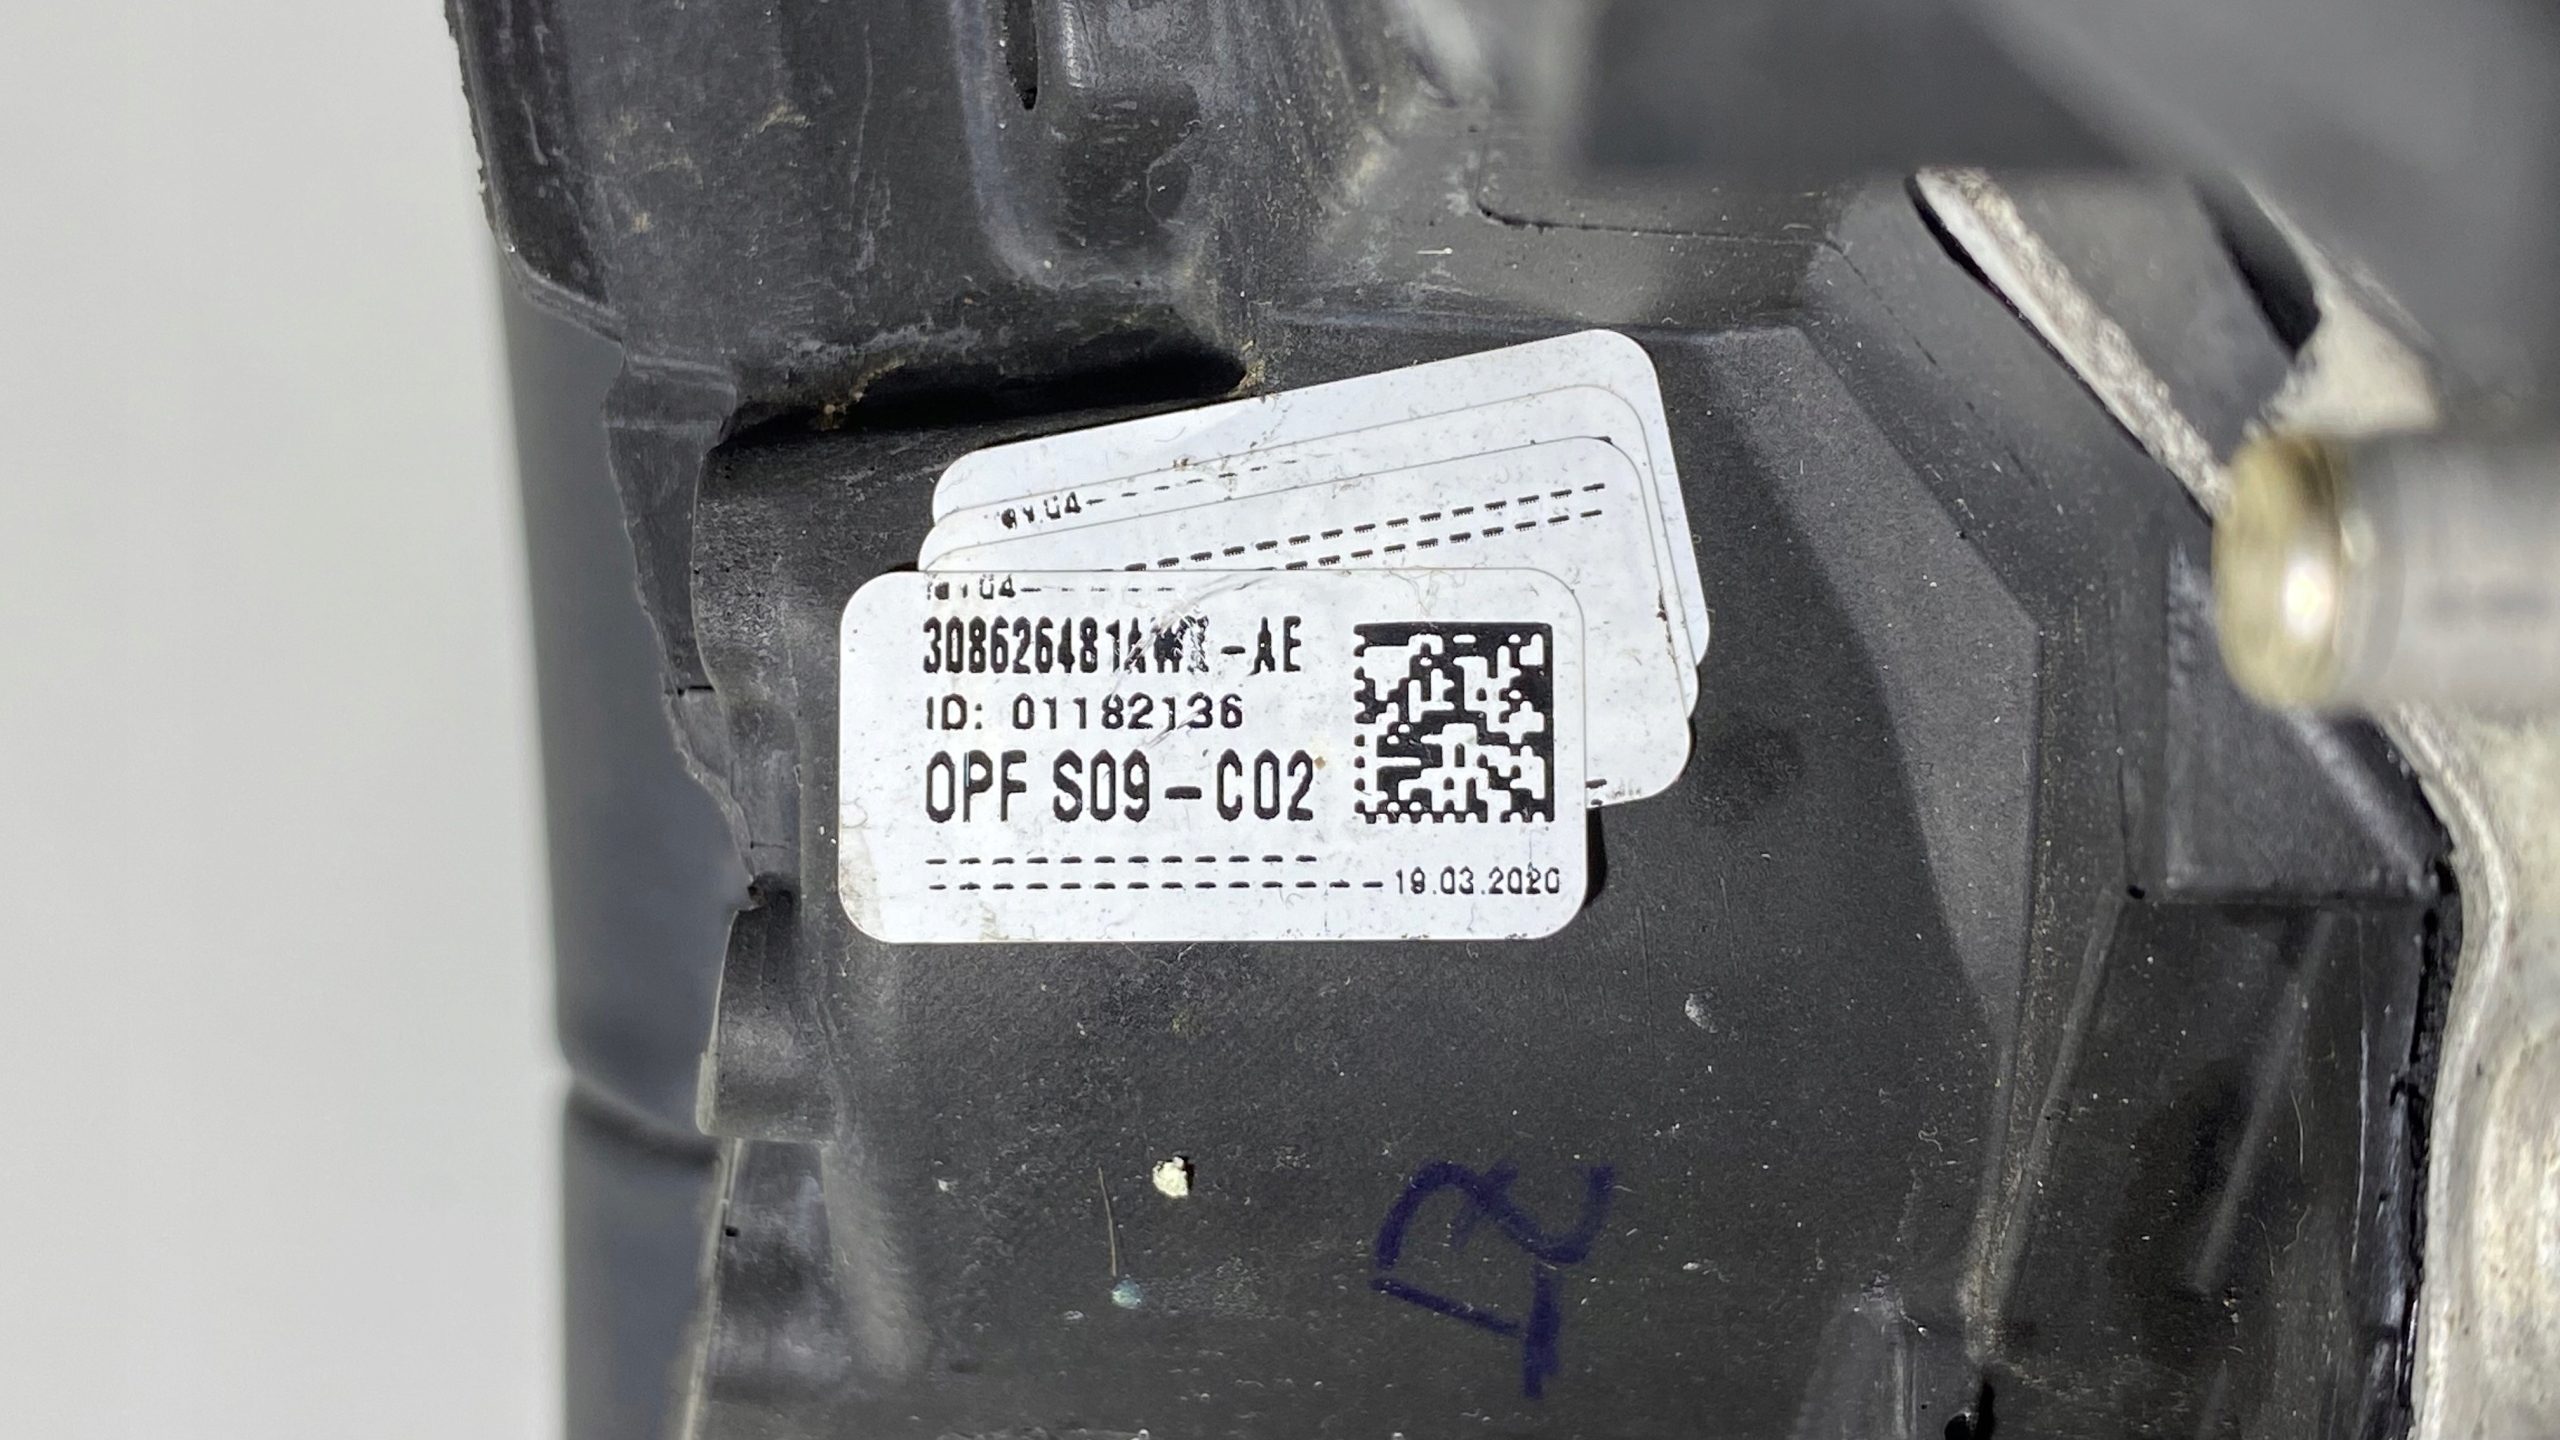 308626481AWX-AE
ID: 01182136
OPF S09-C02
19.03.2020